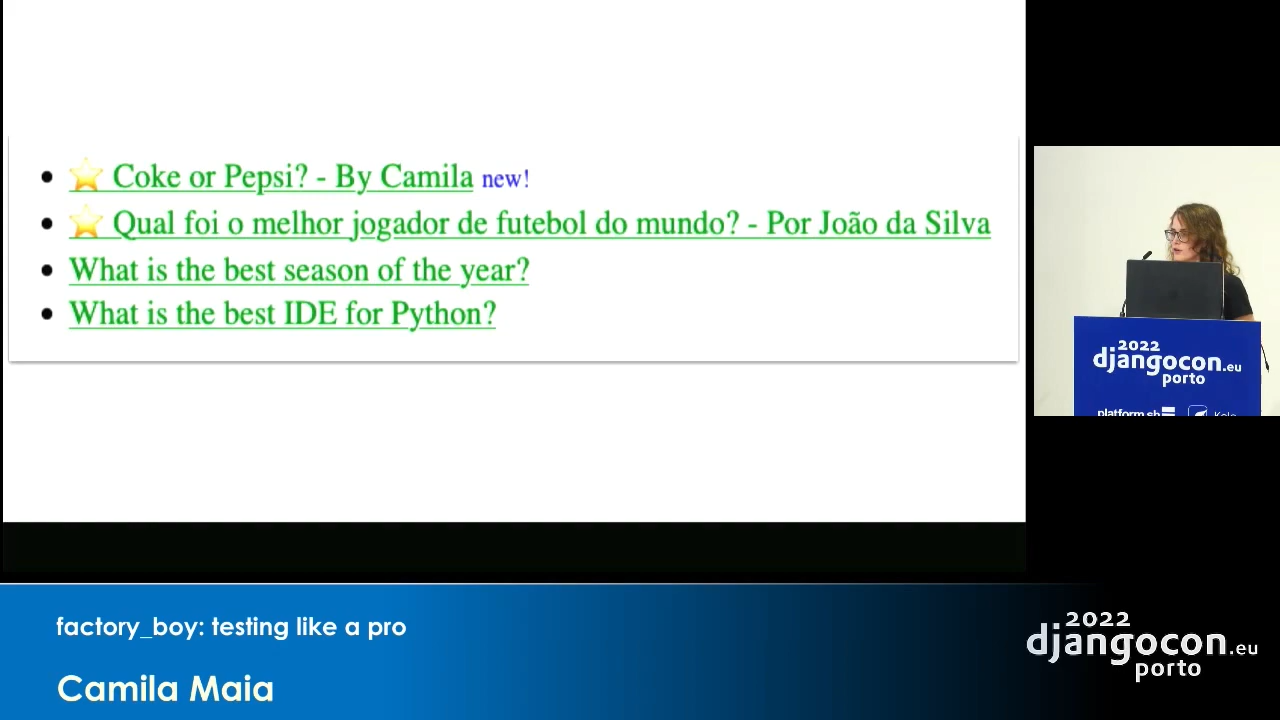 ⭐ Coke or Pepsi? - By Camila new!
⭐ Qual foi o melhor jogador de futebol do mundo? - Por João da Silva
What is the best season of the year?
What is the best IDE for Python?
2022
djangocon.eu
porto
platform.sh
factory_boy: testing like a pro
Camila Maia
2022
djangocon.eu
porto